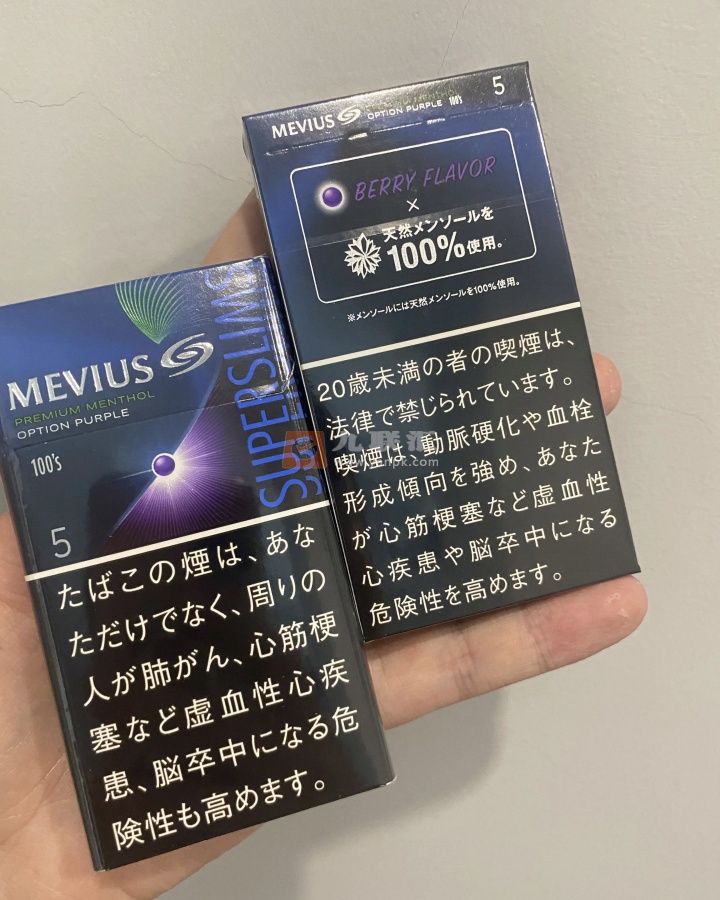 MEVIUS
PREMIUM MENTHOL
OPTION PURPLE
100's
5
SUPERSLIMS
たばこの煙は、あな
ただけでなく、周りの
人が肺がん、心筋梗
塞など虚血性心疾
患、脳卒中になる危
険性も高めます。
MEVIUS
PREMIUM MENTHOL
OPTION PURPLE 100's
5
BERRY FLAVOR
×
天然メンソールを
100%使用。
※メンソールには天然メンソールを100%使用。
20歳未満の者の喫煙は、
法律で禁じられています。
喫煙は、動脈硬化や血栓
形成傾向を強め、あなた
が心筋梗塞など虚血性
心疾患や脳卒中になる
危険性を高めます。